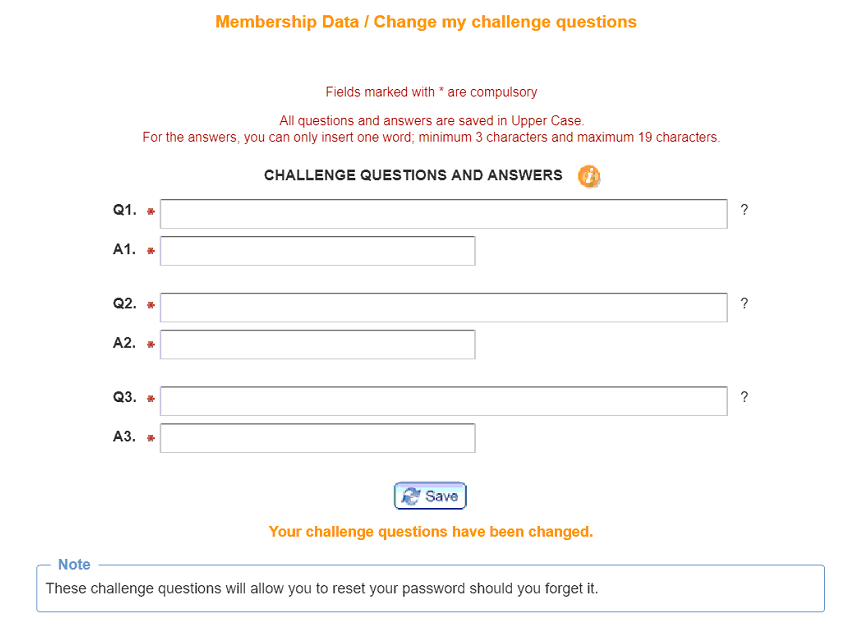 Membership Data / Change my challenge questions
Fields marked with * are compulsory
All questions and answers are saved in Upper Case.
For the answers, you can only insert one word; minimum 3 characters and maximum 19 characters.
CHALLENGE QUESTIONS AND ANSWERS
Q1. * ?
A1. *
Q2. * ?
A2. *
Q3. * ?
A3. *
Save
Your challenge questions have been changed.
Note
These challenge questions will allow you to reset your password should you forget it.